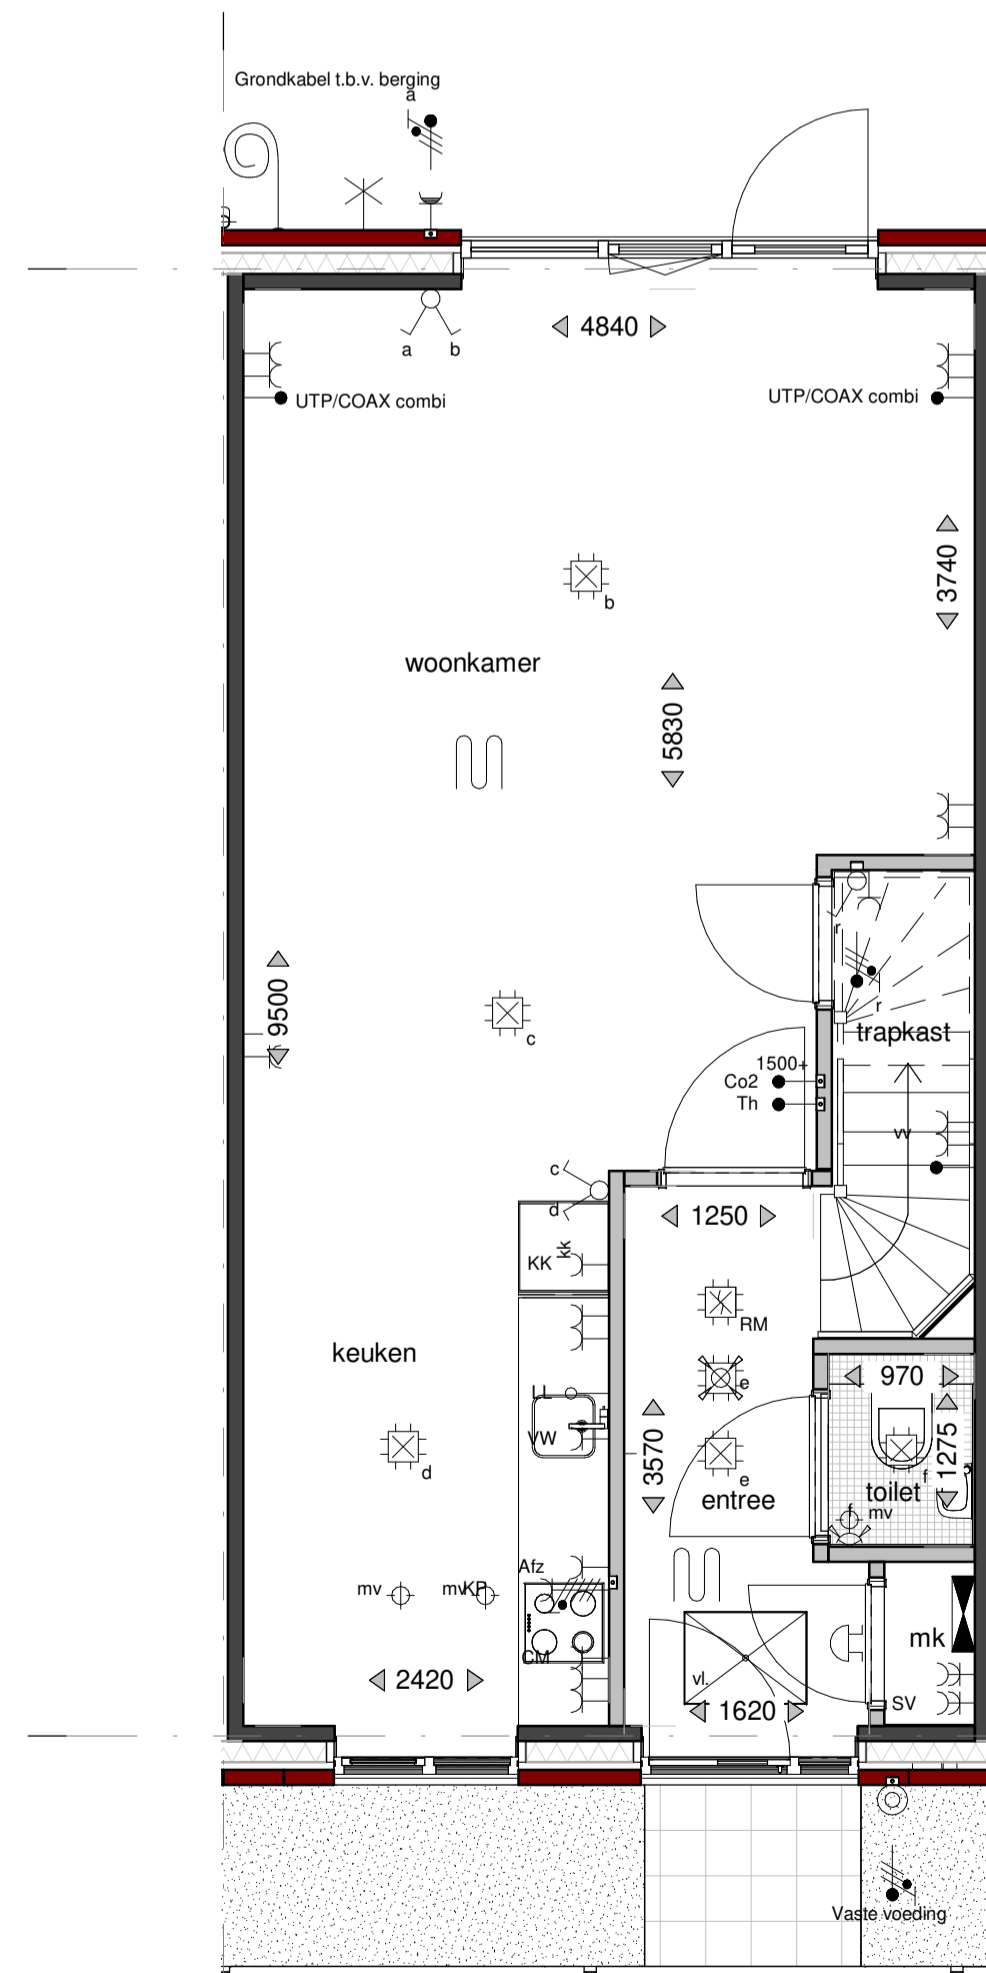 Grondkabel t.b.v. berging
a
4840
a
b
UTP/COAX combi
UTP/COAX combi
3740
b
woonkamer
5830
r
9500
c
r
trapkast
1500+
Co2
Th
vv
c
d
1250
KK
kk
RM
keuken
e
970
LL
VW
3570
1275
d
e
entree
f
toilet
f
mv
Afz
mv
mv
KP
mk
CM
2420
vl.
SV
1620
Vaste voeding